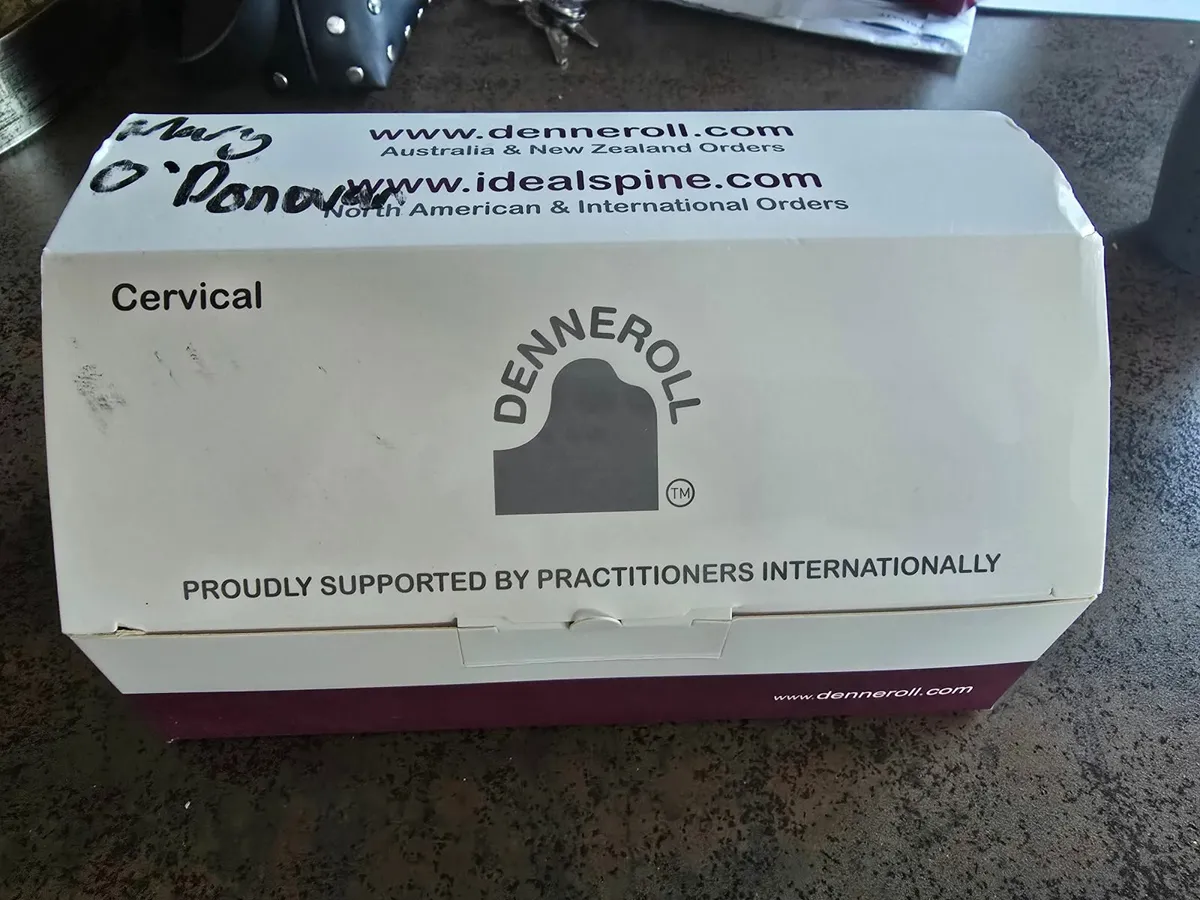 Mary
O'Donovan
www.denneroll.com
Australia & New Zealand Orders
www.idealspine.com
North American & International Orders
Cervical
DENNEROLL
TM
PROUDLY SUPPORTED BY PRACTITIONERS INTERNATIONALLY
www.denneroll.com